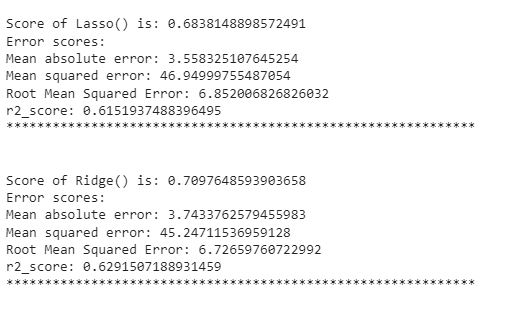 Score of Lasso() is: 0.6838148898572491
Error scores:
Mean absolute error: 3.558325107645254
Mean squared error: 46.94999755487054
Root Mean Squared Error: 6.852006826826032
r2_score: 0.6151937488396495
*************************************************************
Score of Ridge() is: 0.7097648593903658
Error scores:
Mean absolute error: 3.7433762579455983
Mean squared error: 45.24711536959128
Root Mean Squared Error: 6.72659760722992
r2_score: 0.6291507188931459
*************************************************************